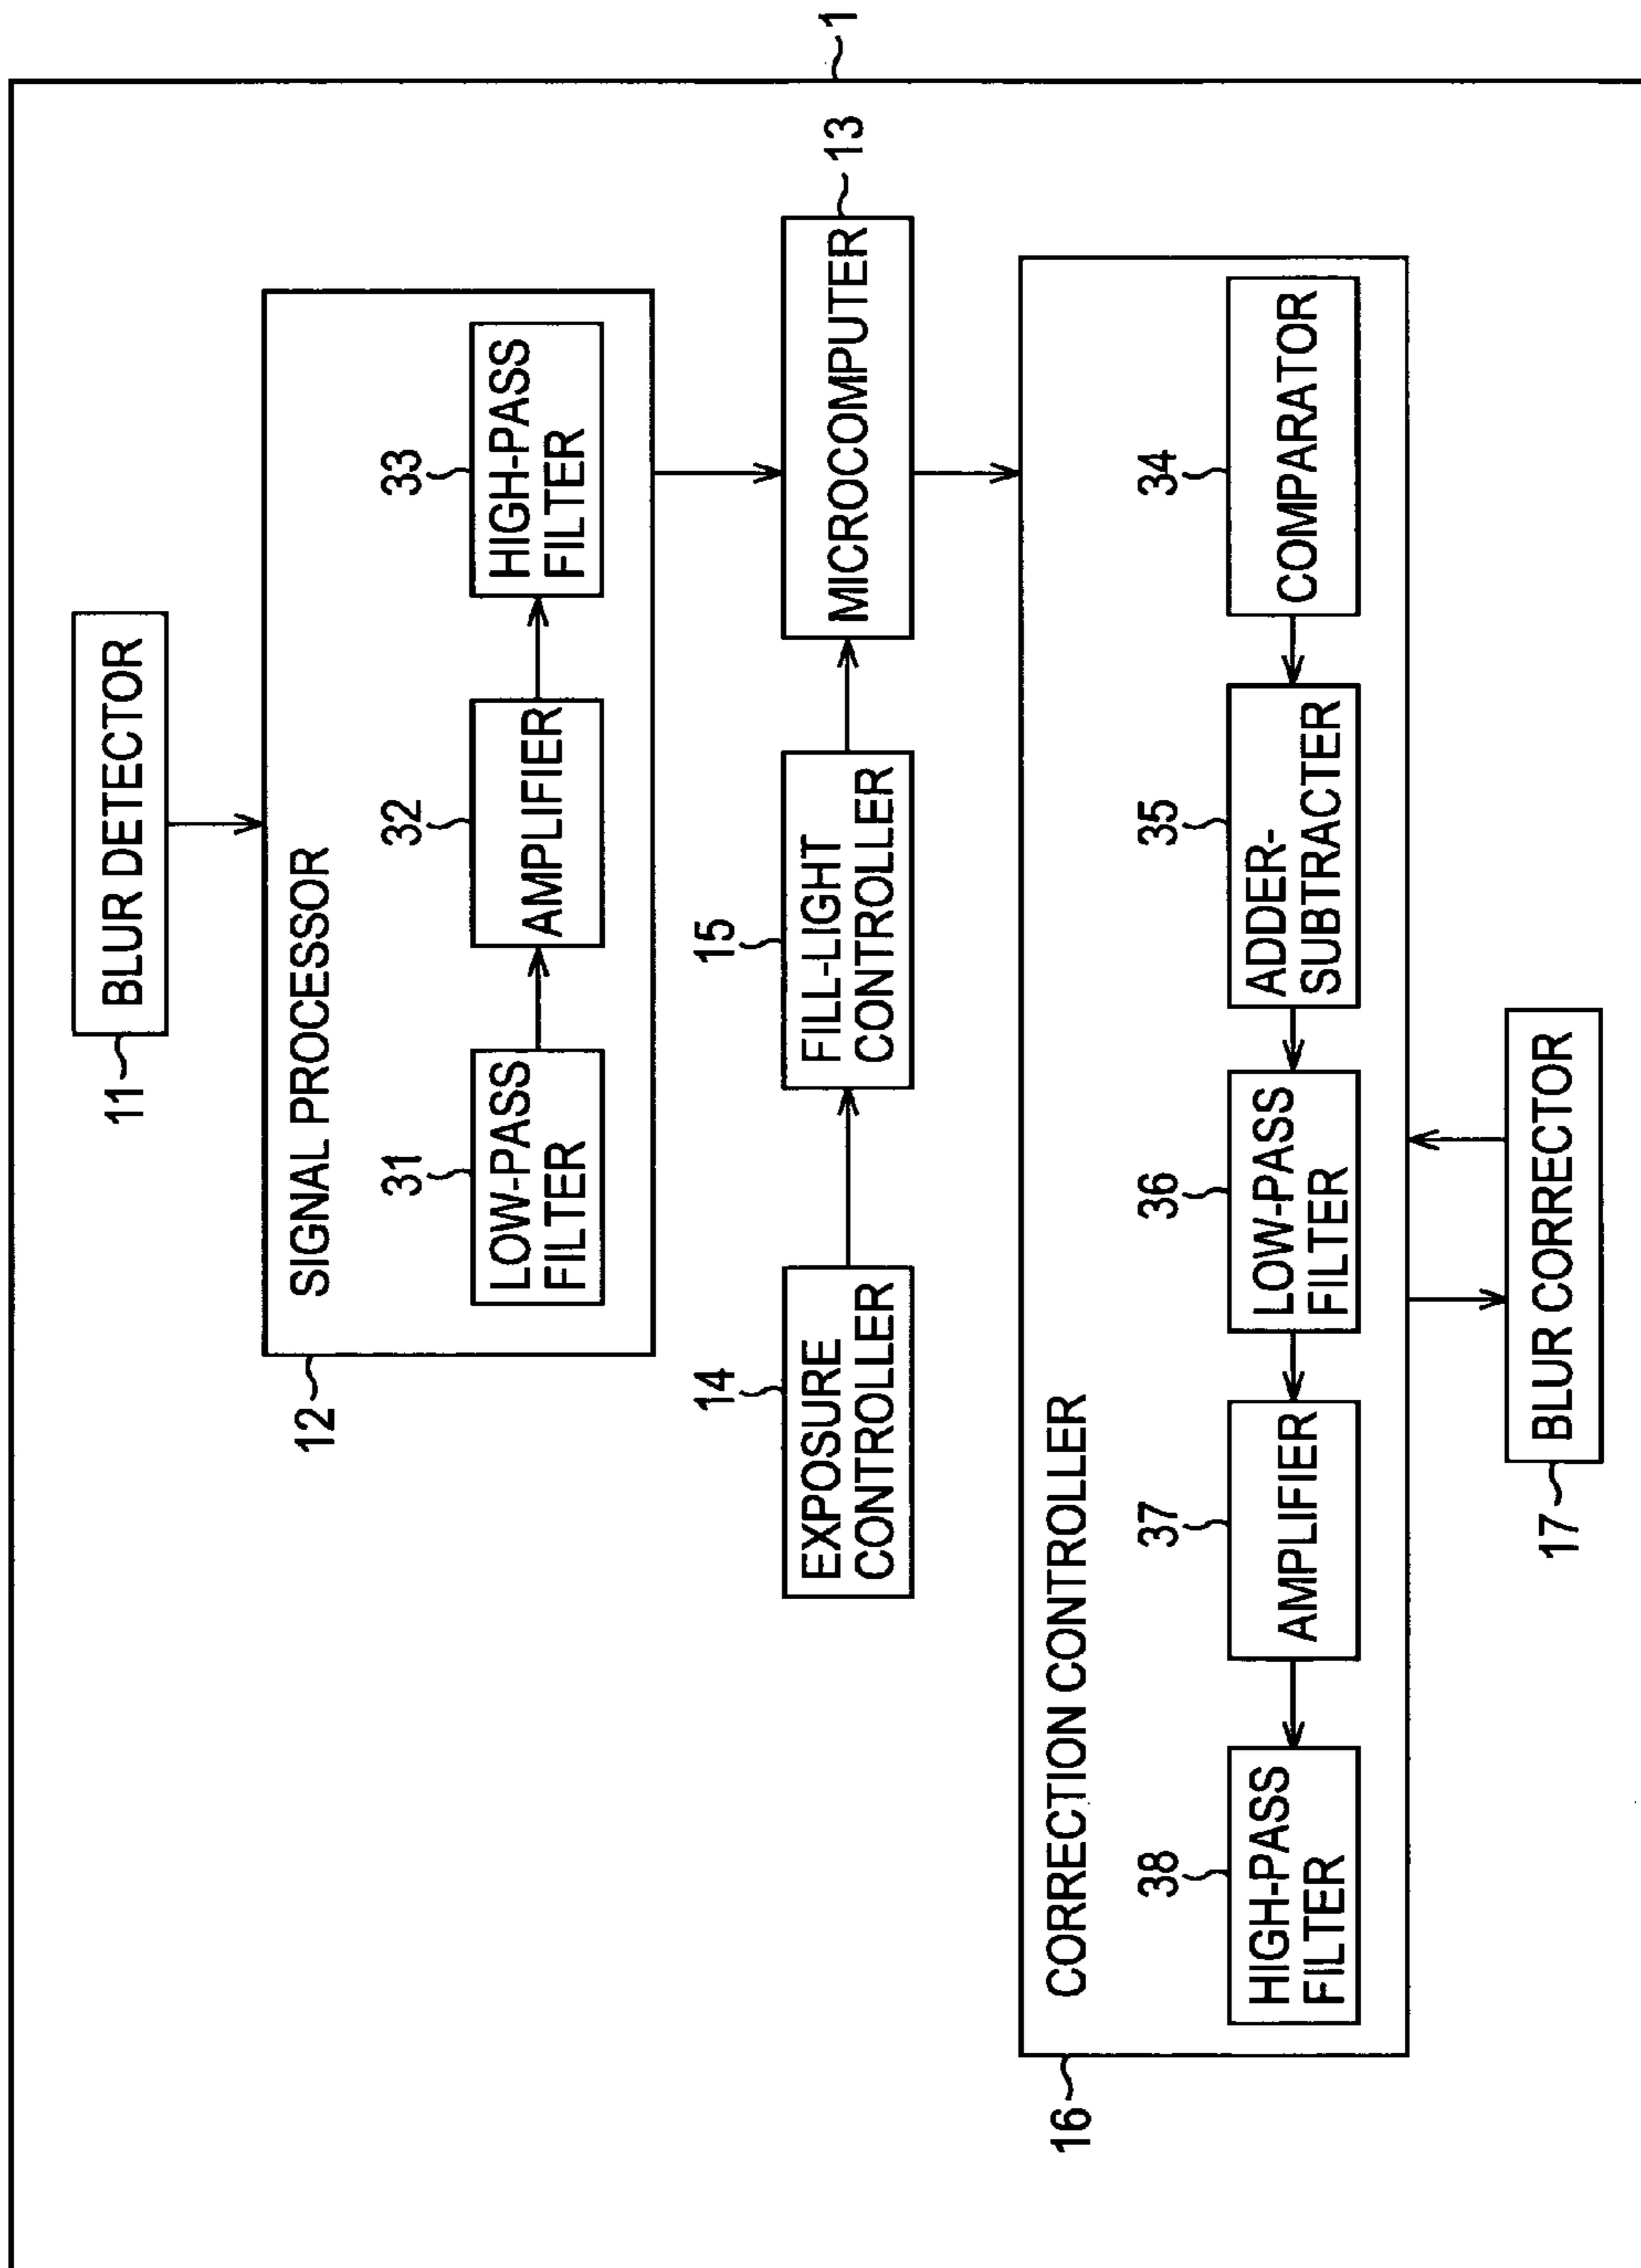 1
11
BLUR DETECTOR
12
SIGNAL PROCESSOR
31
LOW-PASS
FILTER
32
AMPLIFIER
33
HIGH-PASS
FILTER
14
EXPOSURE
CONTROLLER
15
FILL-LIGHT
CONTROLLER
13
MICROCOMPUTER
16
CORRECTION CONTROLLER
38
HIGH-PASS
FILTER
37
AMPLIFIER
36
LOW-PASS
FILTER
35
ADDER-
SUBTRACTER
34
COMPARATOR
17
BLUR CORRECTOR